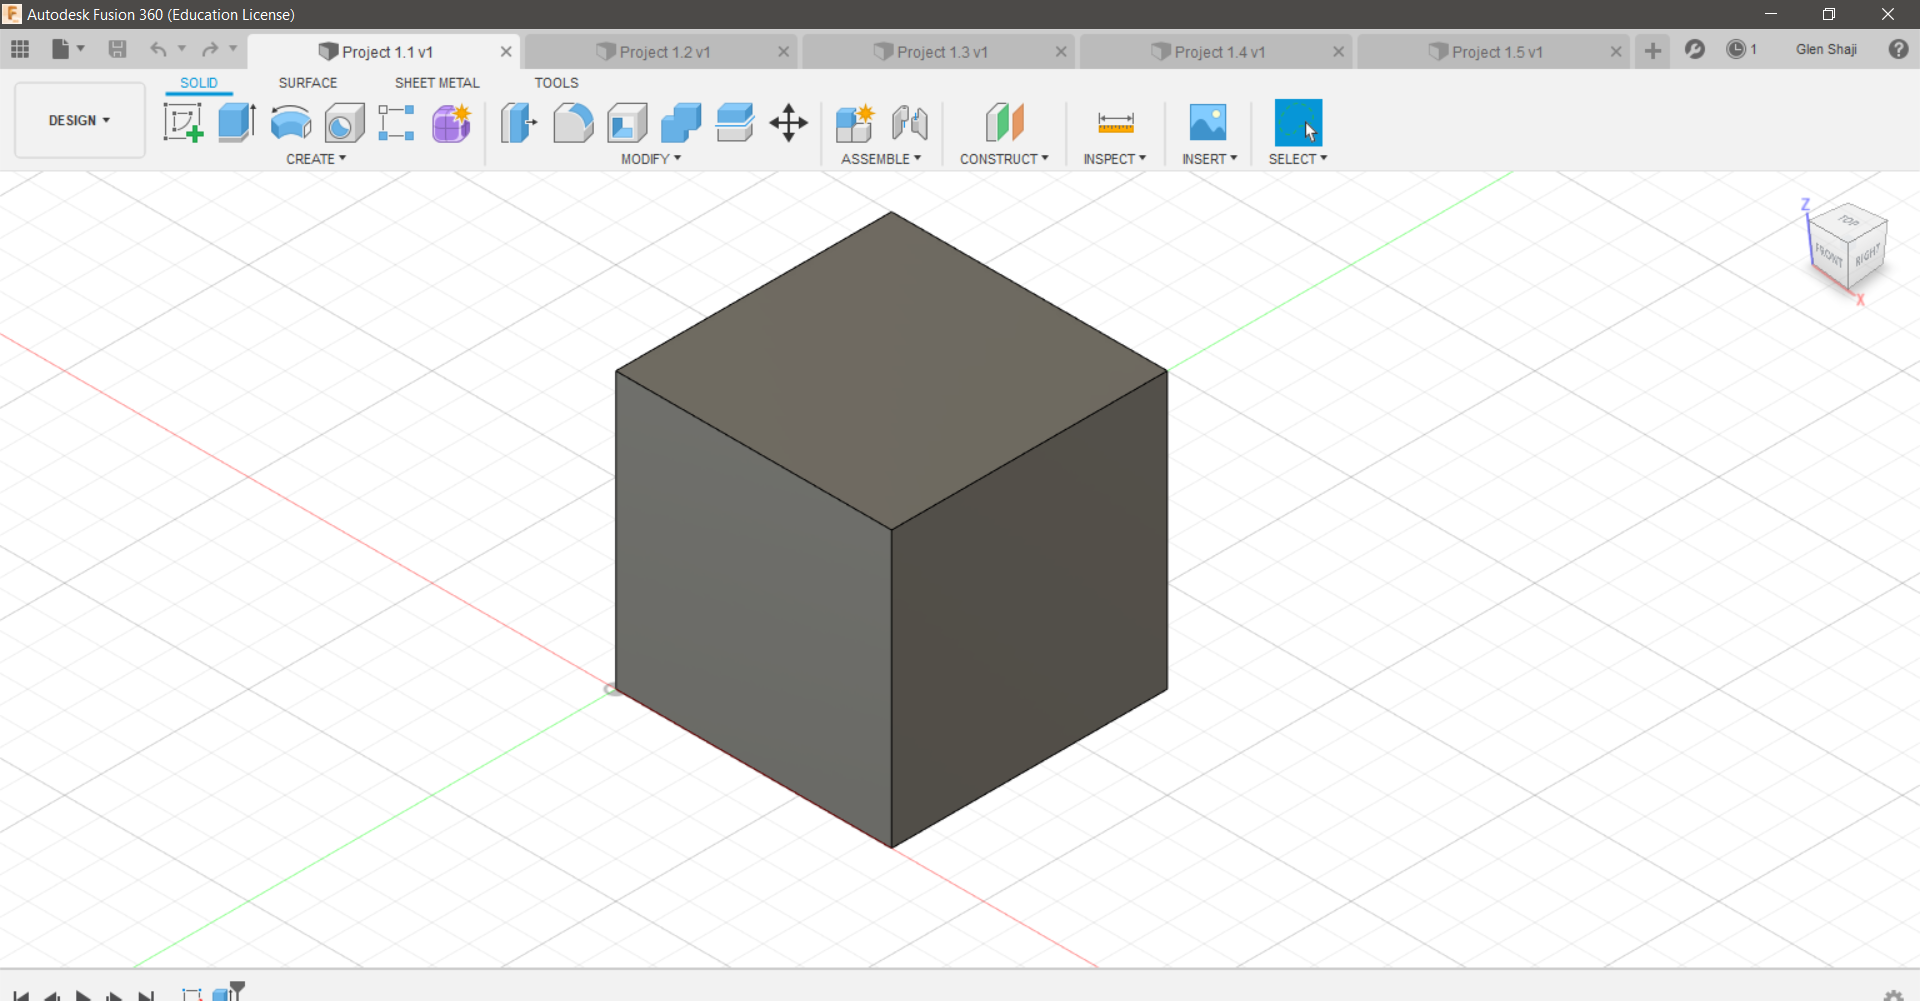 Autodesk Fusion 360 (Education License)
Project 1.1 v1
Project 1.2 v1
Project 1.3 v1
Project 1.4 v1
Project 1.5 v1
1
Glen Shaji
SOLID
SURFACE
SHEET METAL
TOOLS
DESIGN
CREATE
MODIFY
ASSEMBLE
CONSTRUCT
INSPECT
INSERT
SELECT
Z
TOP
FRONT
RIGHT
X